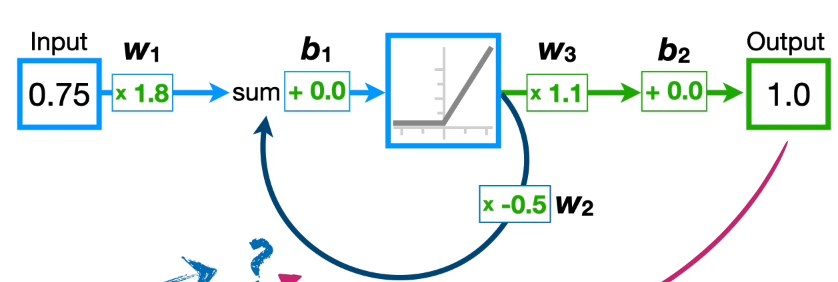 Input
w₁
b₁
w₃
b₂
Output
0.75
x 1.8
sum
+ 0.0
x 1.1
+ 0.0
1.0
x -0.5
w₂
?